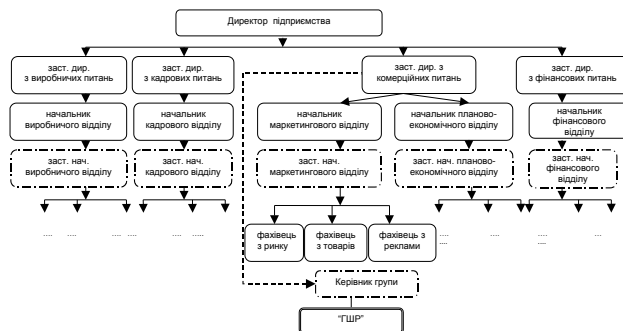 Директор підприємства
заст. дир.
з виробничих питань
заст. дир.
з кадрових питань
заст. дир. з
комерційних питань
заст. дир.
з фінансових питань
начальник
виробничого відділу
начальник
кадрового відділу
начальник
маркетингового відділу
начальник планово-
економічного відділу
начальник
фінансового
відділу
заст. нач.
виробничого відділу
заст. нач.
кадрового відділу
заст. нач.
маркетингового відділу
заст. нач. планово-
економічного відділу
заст. нач.
фінансового
відділу
.... .... .... ..
.... .....
фахівець
з ринку
фахівець
з товарів
фахівець з
реклами
.... ....
....
.... ...
....
Керівник групи
"ГШР"